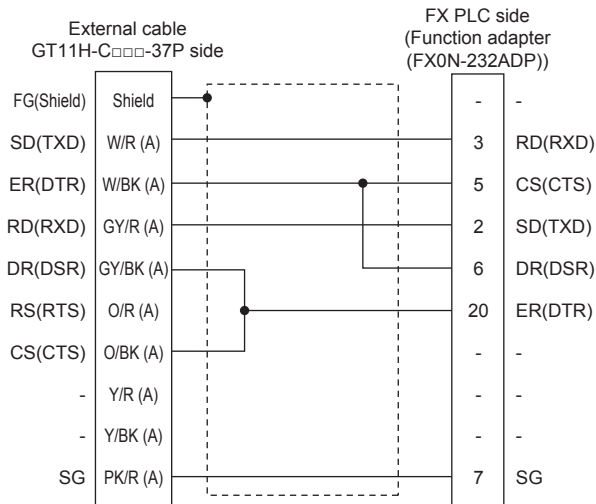 External cable
GT11H-C□□□-37P side
FX PLC side
(Function adapter
(FX0N-232ADP))
FG(Shield) Shield - -
SD(TXD) W/R (A) 3 RD(RXD)
ER(DTR) W/BK (A) 5 CS(CTS)
RD(RXD) GY/R (A) 2 SD(TXD)
DR(DSR) GY/BK (A) 6 DR(DSR)
RS(RTS) O/R (A) 20 ER(DTR)
CS(CTS) O/BK (A) - -
- Y/R (A) - -
- Y/BK (A) - -
SG PK/R (A) 7 SG